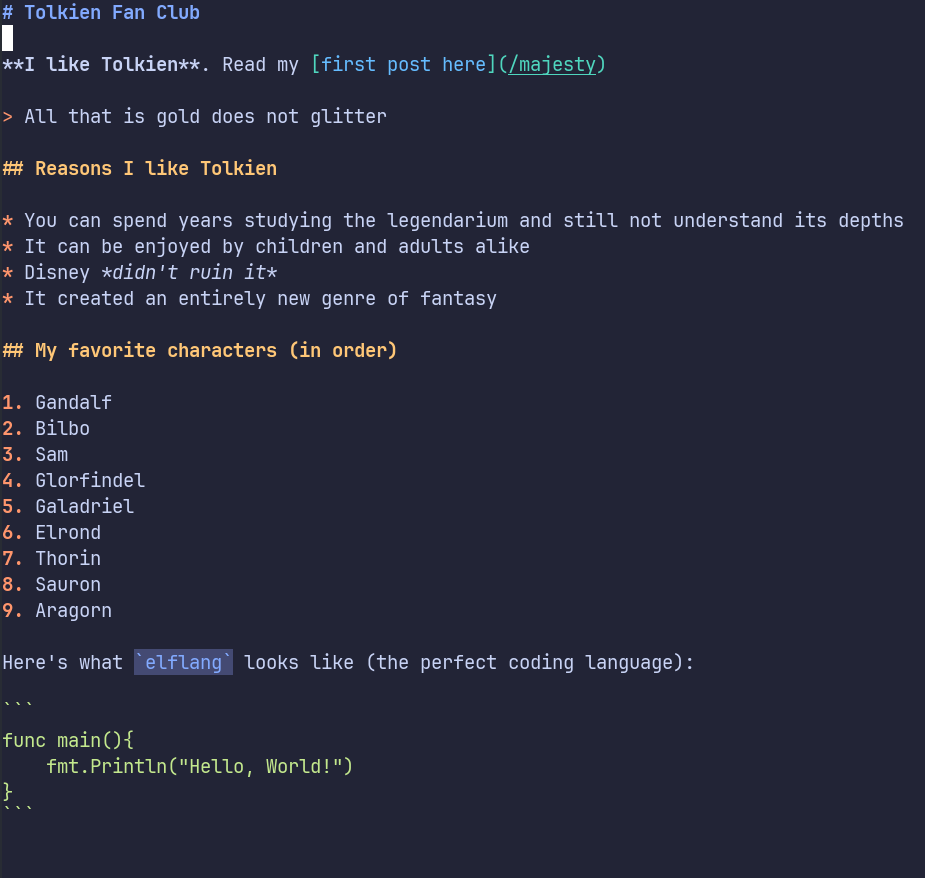 # Tolkien Fan Club
**I like Tolkien**. Read my [first post here](/majesty)
> All that is gold does not glitter
## Reasons I like Tolkien
* You can spend years studying the legendarium and still not understand its depths
* It can be enjoyed by children and adults alike
* Disney *didn't ruin it*
* It created an entirely new genre of fantasy
## My favorite characters (in order)
1. Gandalf
2. Bilbo
3. Sam
4. Glorfindel
5. Galadriel
6. Elrond
7. Thorin
8. Sauron
9. Aragorn
Here's what `elflang` looks like (the perfect coding language):
```
func main(){
    fmt.Println("Hello, World!")
}
```